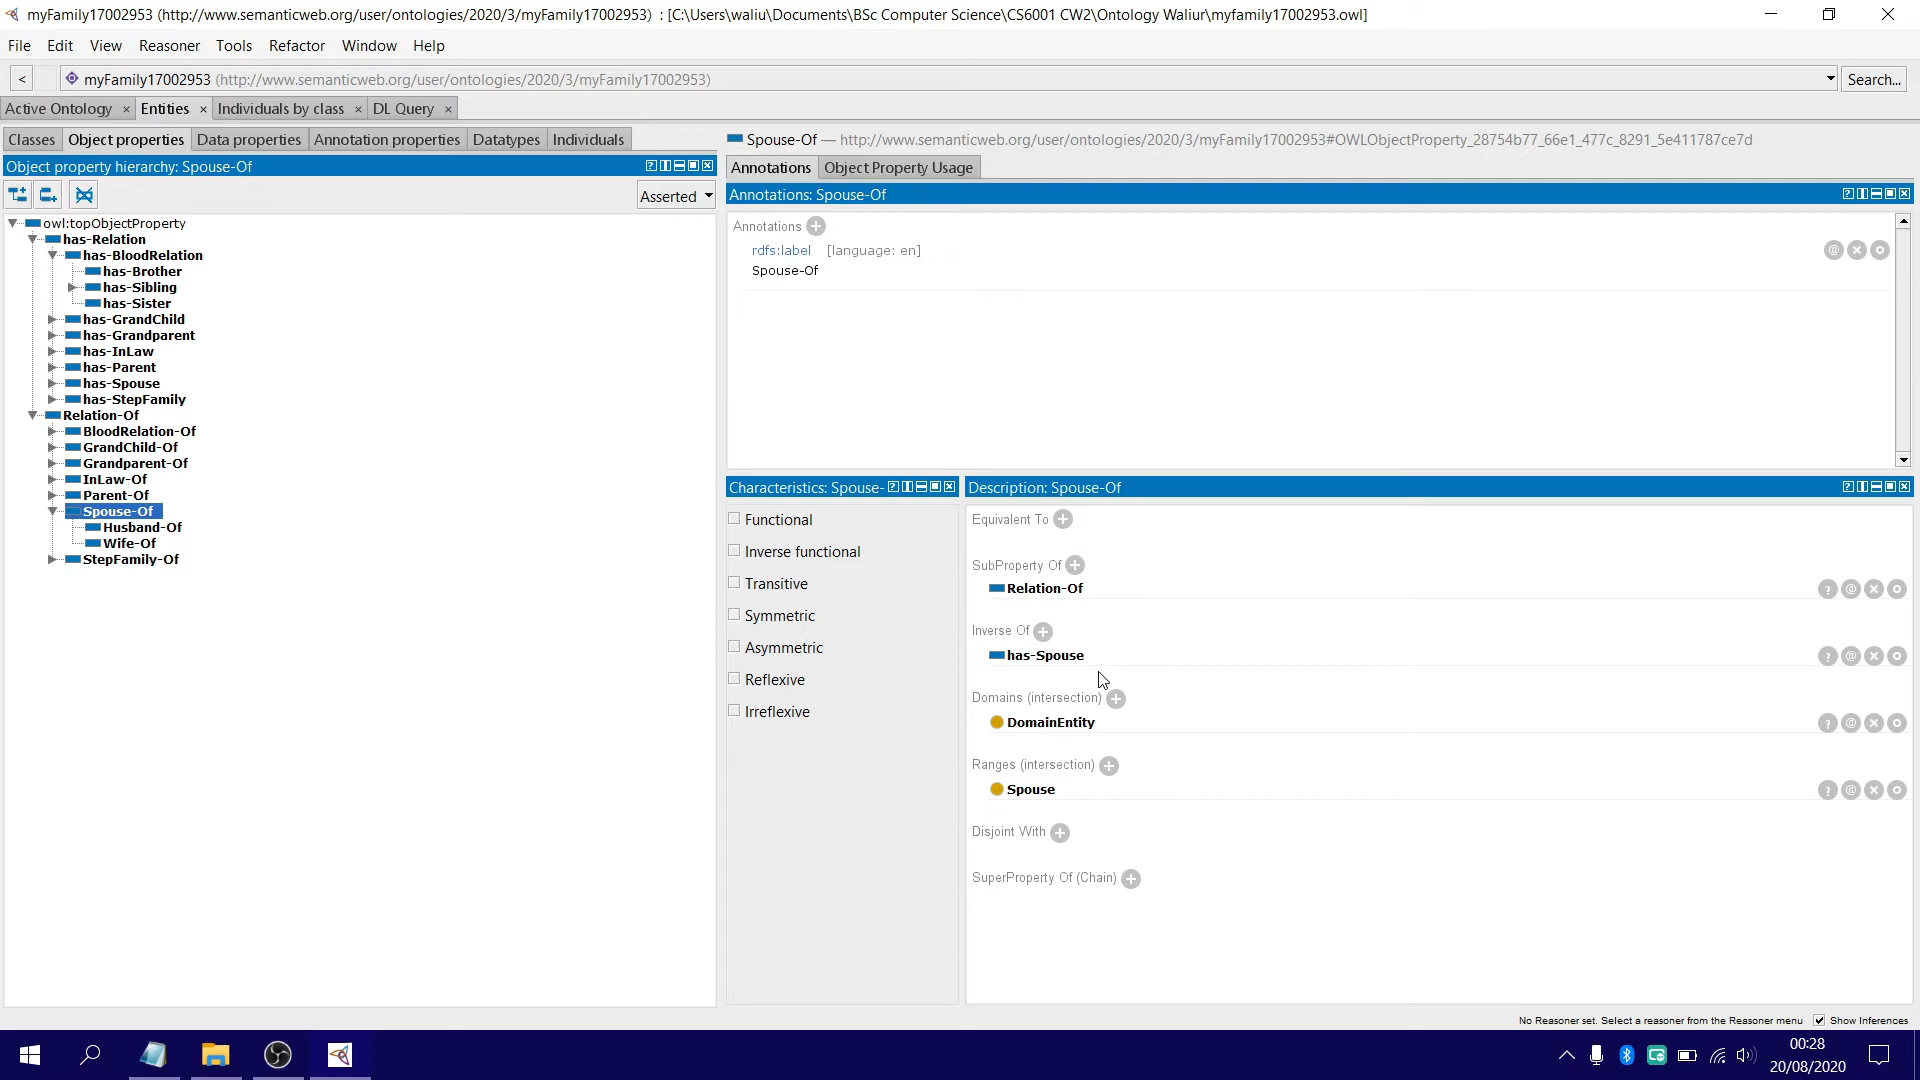 myFamily17002953 (http://www.semanticweb.org/user/ontologies/2020/3/myFamily17002953) : [C:\Users\waliu\Documents\BSc Computer Science\CS6001 CW2\Ontology Waliur\myfamily17002953.owl]
File Edit View Reasoner Tools Refactor Window Help
< myFamily17002953 (http://www.semanticweb.org/user/ontologies/2020/3/myFamily17002953) Search...
Active Ontology × Entities × Individuals by class × DL Query ×
Classes Object properties Data properties Annotation properties Datatypes Individuals
Object property hierarchy: Spouse-Of
Asserted
owl:topObjectProperty
has-Relation
has-BloodRelation
has-Brother
has-Sibling
has-Sister
has-GrandChild
has-Grandparent
has-InLaw
has-Parent
has-Spouse
has-StepFamily
Relation-Of
BloodRelation-Of
GrandChild-Of
Grandparent-Of
InLaw-Of
Parent-Of
Spouse-Of
Husband-Of
Wife-Of
StepFamily-Of
Spouse-Of — http://www.semanticweb.org/user/ontologies/2020/3/myFamily17002953#OWLObjectProperty_28754b77_66e1_477c_8291_5e411787ce7d
Annotations Object Property Usage
Annotations: Spouse-Of
Annotations
rdfs:label [language: en]
Spouse-Of
Characteristics: Spouse-
Functional
Inverse functional
Transitive
Symmetric
Asymmetric
Reflexive
Irreflexive
Description: Spouse-Of
Equivalent To
SubProperty Of
Relation-Of
Inverse Of
has-Spouse
Domains (intersection)
DomainEntity
Ranges (intersection)
Spouse
Disjoint With
SuperProperty Of (Chain)
No Reasoner set. Select a reasoner from the Reasoner menu Show Inferences
00:28
20/08/2020